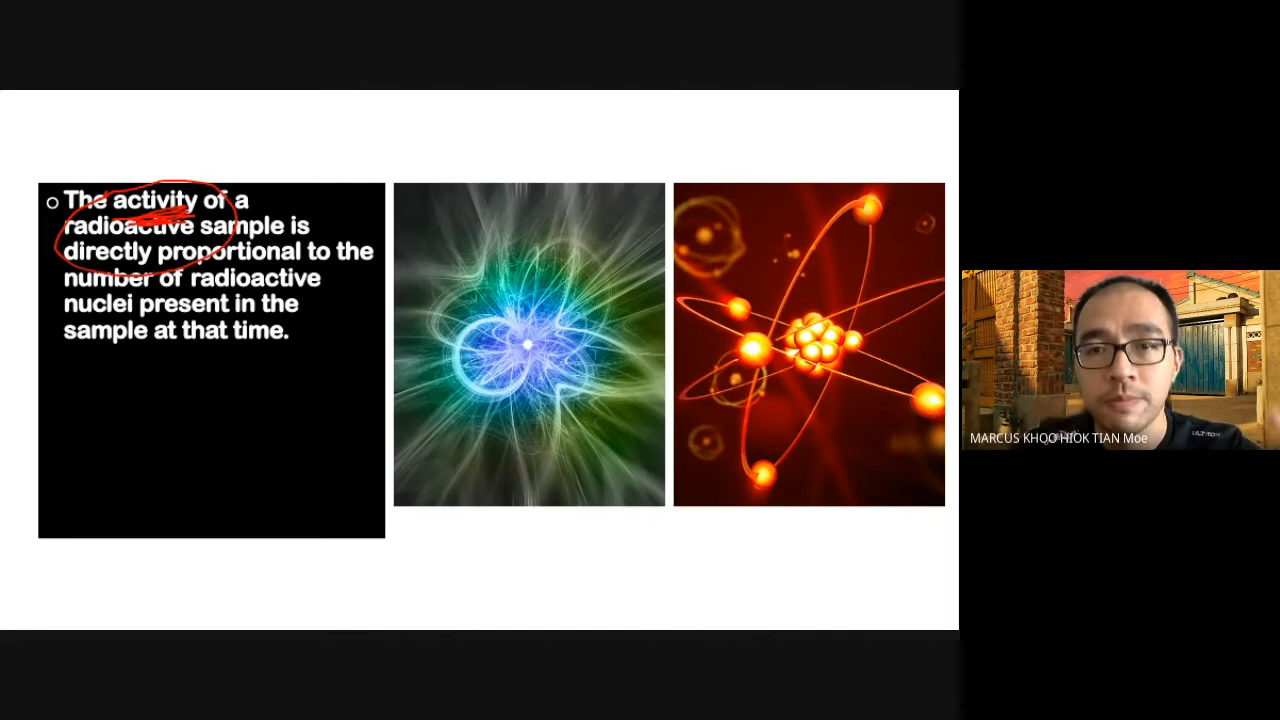 The activity of a
radioactive sample is
directly proportional to the
number of radioactive
nuclei present in the
sample at that time.
MARCUS KHOO HIOK TIAN Moe